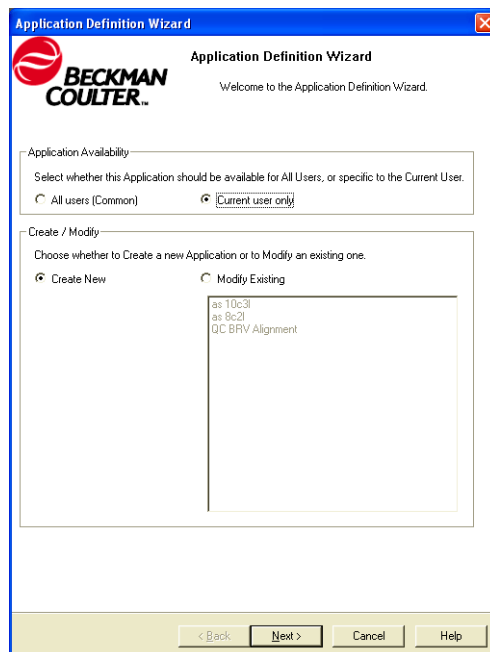 Application Definition Wizard
BECKMAN
COULTER™
Application Definition Wizard
Welcome to the Application Definition Wizard.
Application Availability
Select whether this Application should be available for All Users, or specific to the Current User.
All users (Common)
Current user only
Create / Modify
Choose whether to Create a new Application or to Modify an existing one.
Create New
Modify Existing
as 10c3l
as 8c2l
QC BRV Alignment
< Back
Next >
Cancel
Help